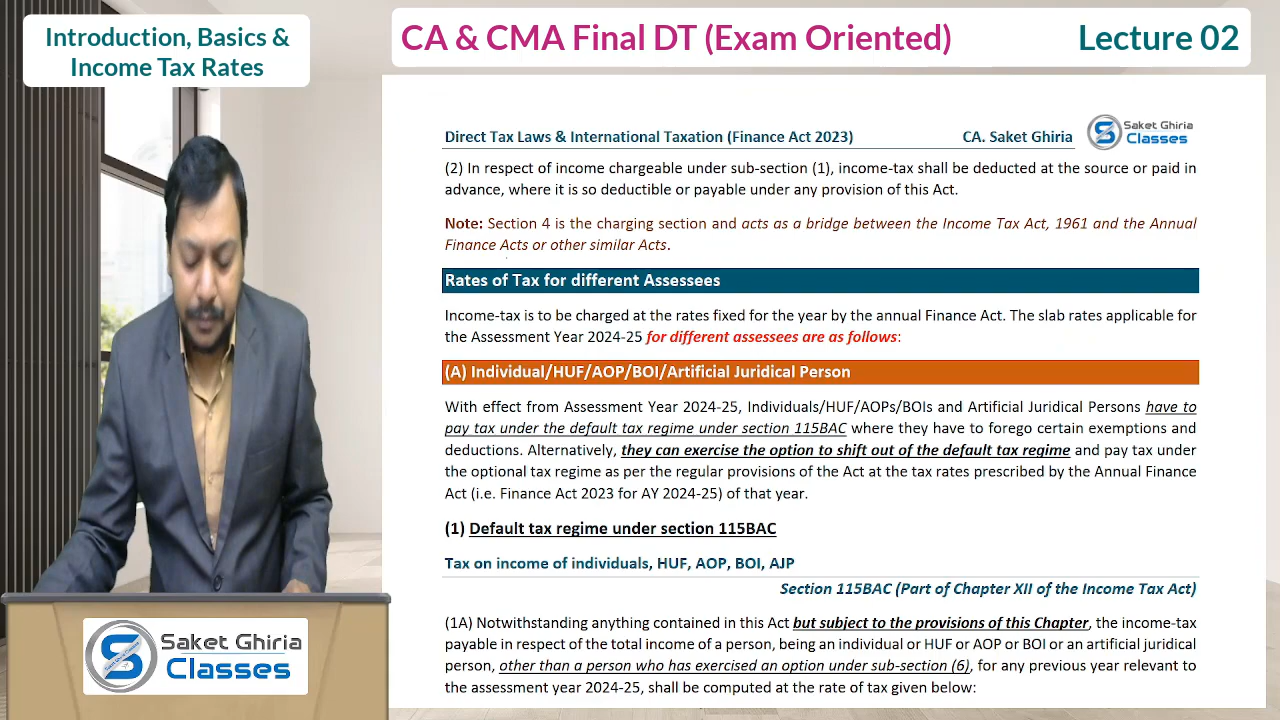 Introduction, Basics &
Income Tax Rates
CA & CMA Final DT (Exam Oriented)
Lecture 02
Direct Tax Laws & International Taxation (Finance Act 2023)
CA. Saket Ghiria
Saket Ghiria
Classes
(2) In respect of income chargeable under sub-section (1), income-tax shall be deducted at the source or paid in
advance, where it is so deductible or payable under any provision of this Act.
Note: Section 4 is the charging section and acts as a bridge between the Income Tax Act, 1961 and the Annual
Finance Acts or other similar Acts.
Rates of Tax for different Assessees
Income-tax is to be charged at the rates fixed for the year by the annual Finance Act. The slab rates applicable for
the Assessment Year 2024-25 for different assessees are as follows:
(A) Individual/HUF/AOP/BOI/Artificial Juridical Person
With effect from Assessment Year 2024-25, Individuals/HUF/AOPs/BOIs and Artificial Juridical Persons have to
pay tax under the default tax regime under section 115BAC where they have to forego certain exemptions and
deductions. Alternatively, they can exercise the option to shift out of the default tax regime and pay tax under
the optional tax regime as per the regular provisions of the Act at the tax rates prescribed by the Annual Finance
Act (i.e. Finance Act 2023 for AY 2024-25) of that year.
(1) Default tax regime under section 115BAC
Tax on income of individuals, HUF, AOP, BOI, AJP
Section 115BAC (Part of Chapter XII of the Income Tax Act)
(1A) Notwithstanding anything contained in this Act but subject to the provisions of this Chapter, the income-tax
payable in respect of the total income of a person, being an individual or HUF or AOP or BOI or an artificial juridical
person, other than a person who has exercised an option under sub-section (6), for any previous year relevant to
the assessment year 2024-25, shall be computed at the rate of tax given below:
Saket Ghiria
Classes